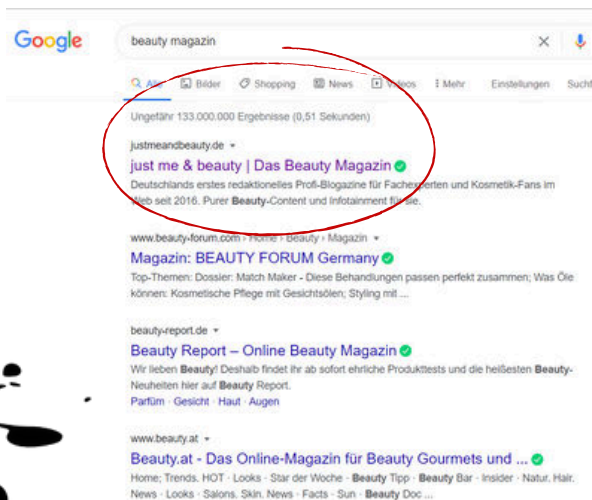 Google
beauty magazin
Alle Bilder Shopping News Videos Mehr Einstellungen Suchf
Ungefähr 133.000.000 Ergebnisse (0,51 Sekunden)
justmeandbeauty.de
just me & beauty | Das Beauty Magazin
Deutschlands erstes redaktionelles Profi-Blogazine für Fachexperten und Kosmetik-Fans im
Web seit 2016. Purer Beauty-Content und Infotainment für sie.
www.beauty-forum.com › Home › Beauty › Magazin
Magazin: BEAUTY FORUM Germany
Top-Themen: Dossier: Match Maker - Diese Behandlungen passen perfekt zusammen; Was Öle
können: Kosmetische Pflege mit Gesichtsölen; Styling mit ...
beauty-report.de
Beauty Report – Online Beauty Magazin
Wir lieben Beauty! Deshalb findet ihr ab sofort ehrliche Produkttests und die heißesten Beauty-
Neuheiten hier auf Beauty Report.
Parfüm · Gesicht · Haut · Augen
www.beauty.at
Beauty.at - Das Online-Magazin für Beauty Gourmets und ...
Home; Trends. HOT · Looks · Star der Woche · Beauty Tipp · Beauty Bar · Insider · Natur. Hair.
News · Looks · Salons. Skin. News · Facts · Sun · Beauty Doc ...